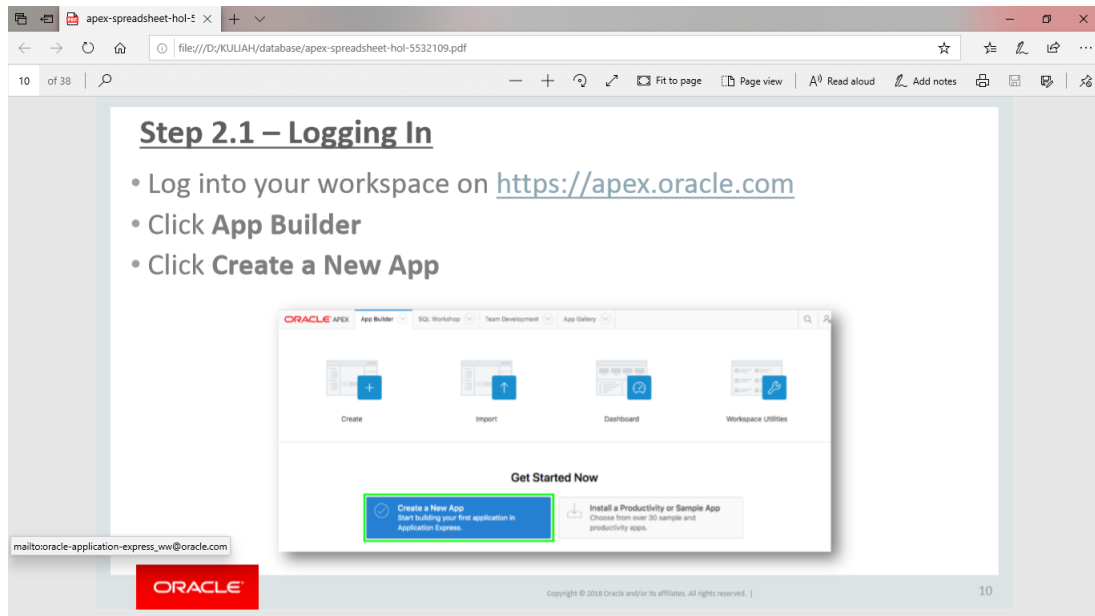 apex-spreadsheet-hol-5
file:///D:/KULIAH/database/apex-spreadsheet-hol-5532109.pdf
10 of 38 Fit to page Page view Read aloud Add notes
Step 2.1 – Logging In
• Log into your workspace on https://apex.oracle.com
• Click App Builder
• Click Create a New App
ORACLE APEX App Builder SQL Workshop Team Development App Gallery
Create Import Dashboard Workspace Utilities
Get Started Now
Create a New App
Start building your first application in
Application Express.
Install a Productivity or Sample App
Choose from over 30 sample and
productivity apps.
mailto:oracle-application-express_ww@oracle.com
ORACLE
Copyright © 2018 Oracle and/or its affiliates. All rights reserved. |
10